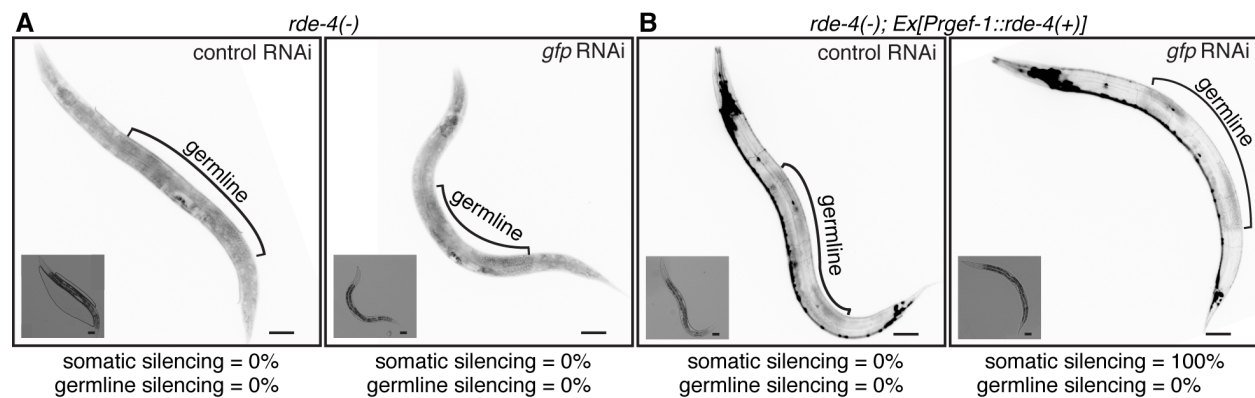 A
rde-4(-)
control RNAi
germline
somatic silencing = 0%
germline silencing = 0%
gfp RNAi
germline
somatic silencing = 0%
germline silencing = 0%
B
rde-4(-); Ex[Prgef-1::rde-4(+)]
control RNAi
germline
somatic silencing = 0%
germline silencing = 0%
gfp RNAi
germline
somatic silencing = 100%
germline silencing = 0%